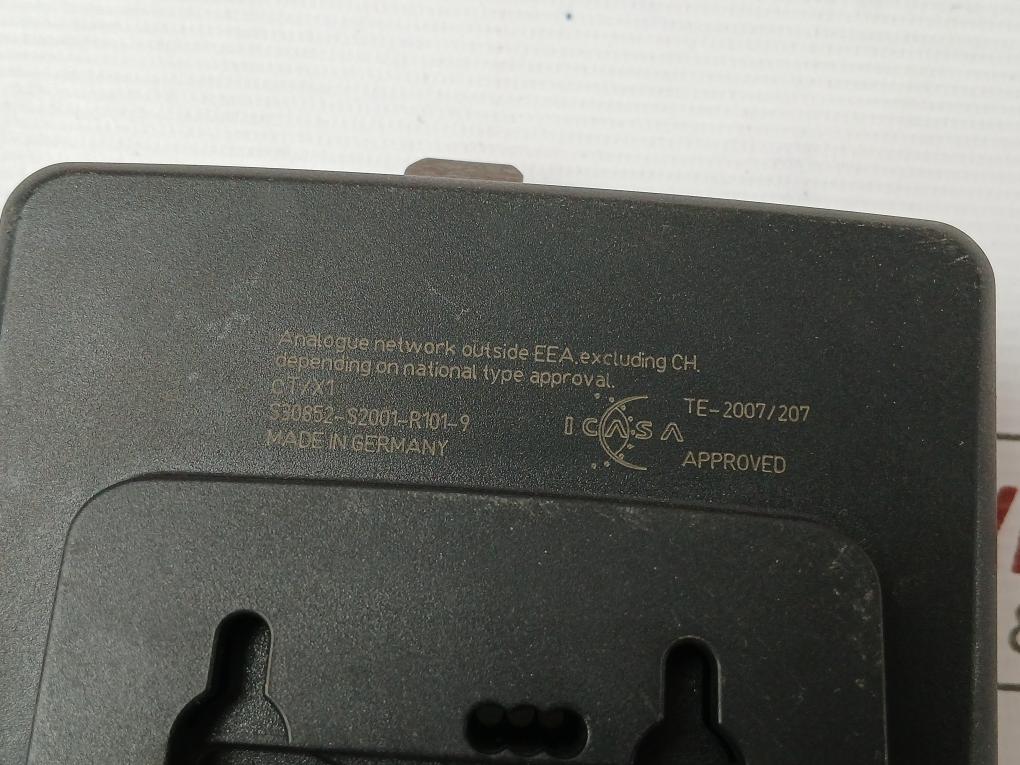 Analogue network outside EEA, excluding CH,
depending on national type approval.
CT/X1
S30852-S2001-R101-9
MADE IN GERMANY
ICASA
TE-2007/207
APPROVED